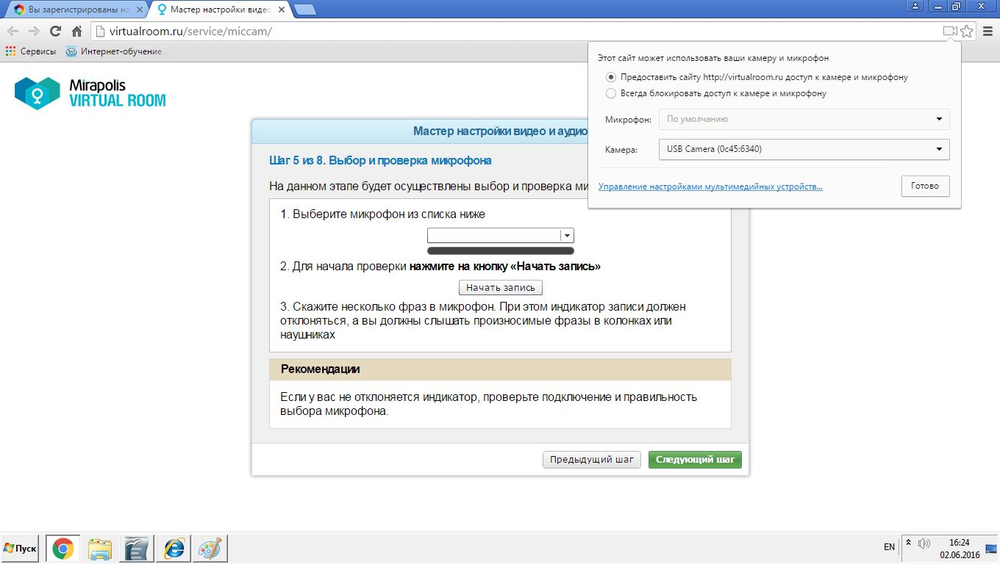 Вы зарегистрированы на
Мастер настройки видео
virtualroom.ru/service/miccam/
Сервисы
Интернет-обучение
Этот сайт может использовать ваши камеру и микрофон
Предоставить сайту http://virtualroom.ru доступ к камере и микрофону
Всегда блокировать доступ к камере и микрофону
Микрофон: По умолчанию
Камера: USB Camera (0c45:6340)
Управление настройками мультимедийных устройств...
Готово
Mirapolis
VIRTUAL ROOM
Мастер настройки видео и аудио
Шаг 5 из 8. Выбор и проверка микрофона
На данном этапе будет осуществлены выбор и проверка ми
1. Выберите микрофон из списка ниже
2. Для начала проверки нажмите на кнопку «Начать запись»
Начать запись
3. Скажите несколько фраз в микрофон. При этом индикатор записи должен
отклоняться, а вы должны слышать произносимые фразы в колонках или
наушниках
Рекомендации
Если у вас не отклоняется индикатор, проверьте подключение и правильность
выбора микрофона.
Предыдущий шаг
Следующий шаг
Пуск
EN
16:24
02.06.2016